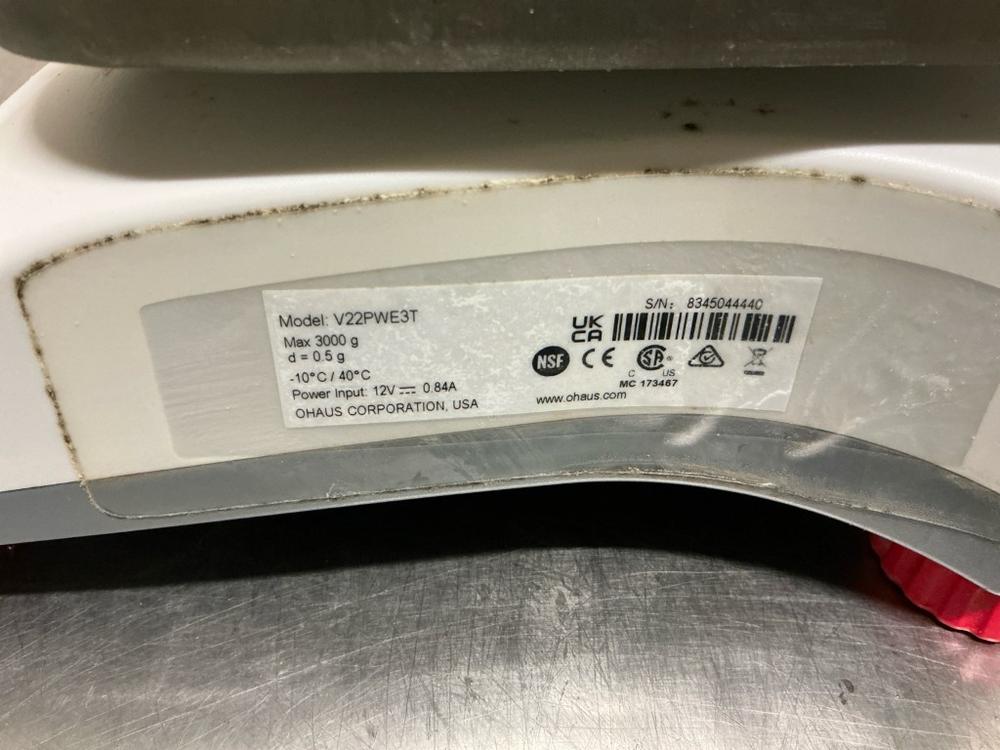 Model: V22PWE3T
Max 3000 g
d = 0.5 g
-10°C / 40°C
Power Input: 12V ⎓ 0.84A
OHAUS CORPORATION, USA
S/N: 8345044440
UK
CA
NSF
CE
SA
®
C US
MC 173467
www.ohaus.com